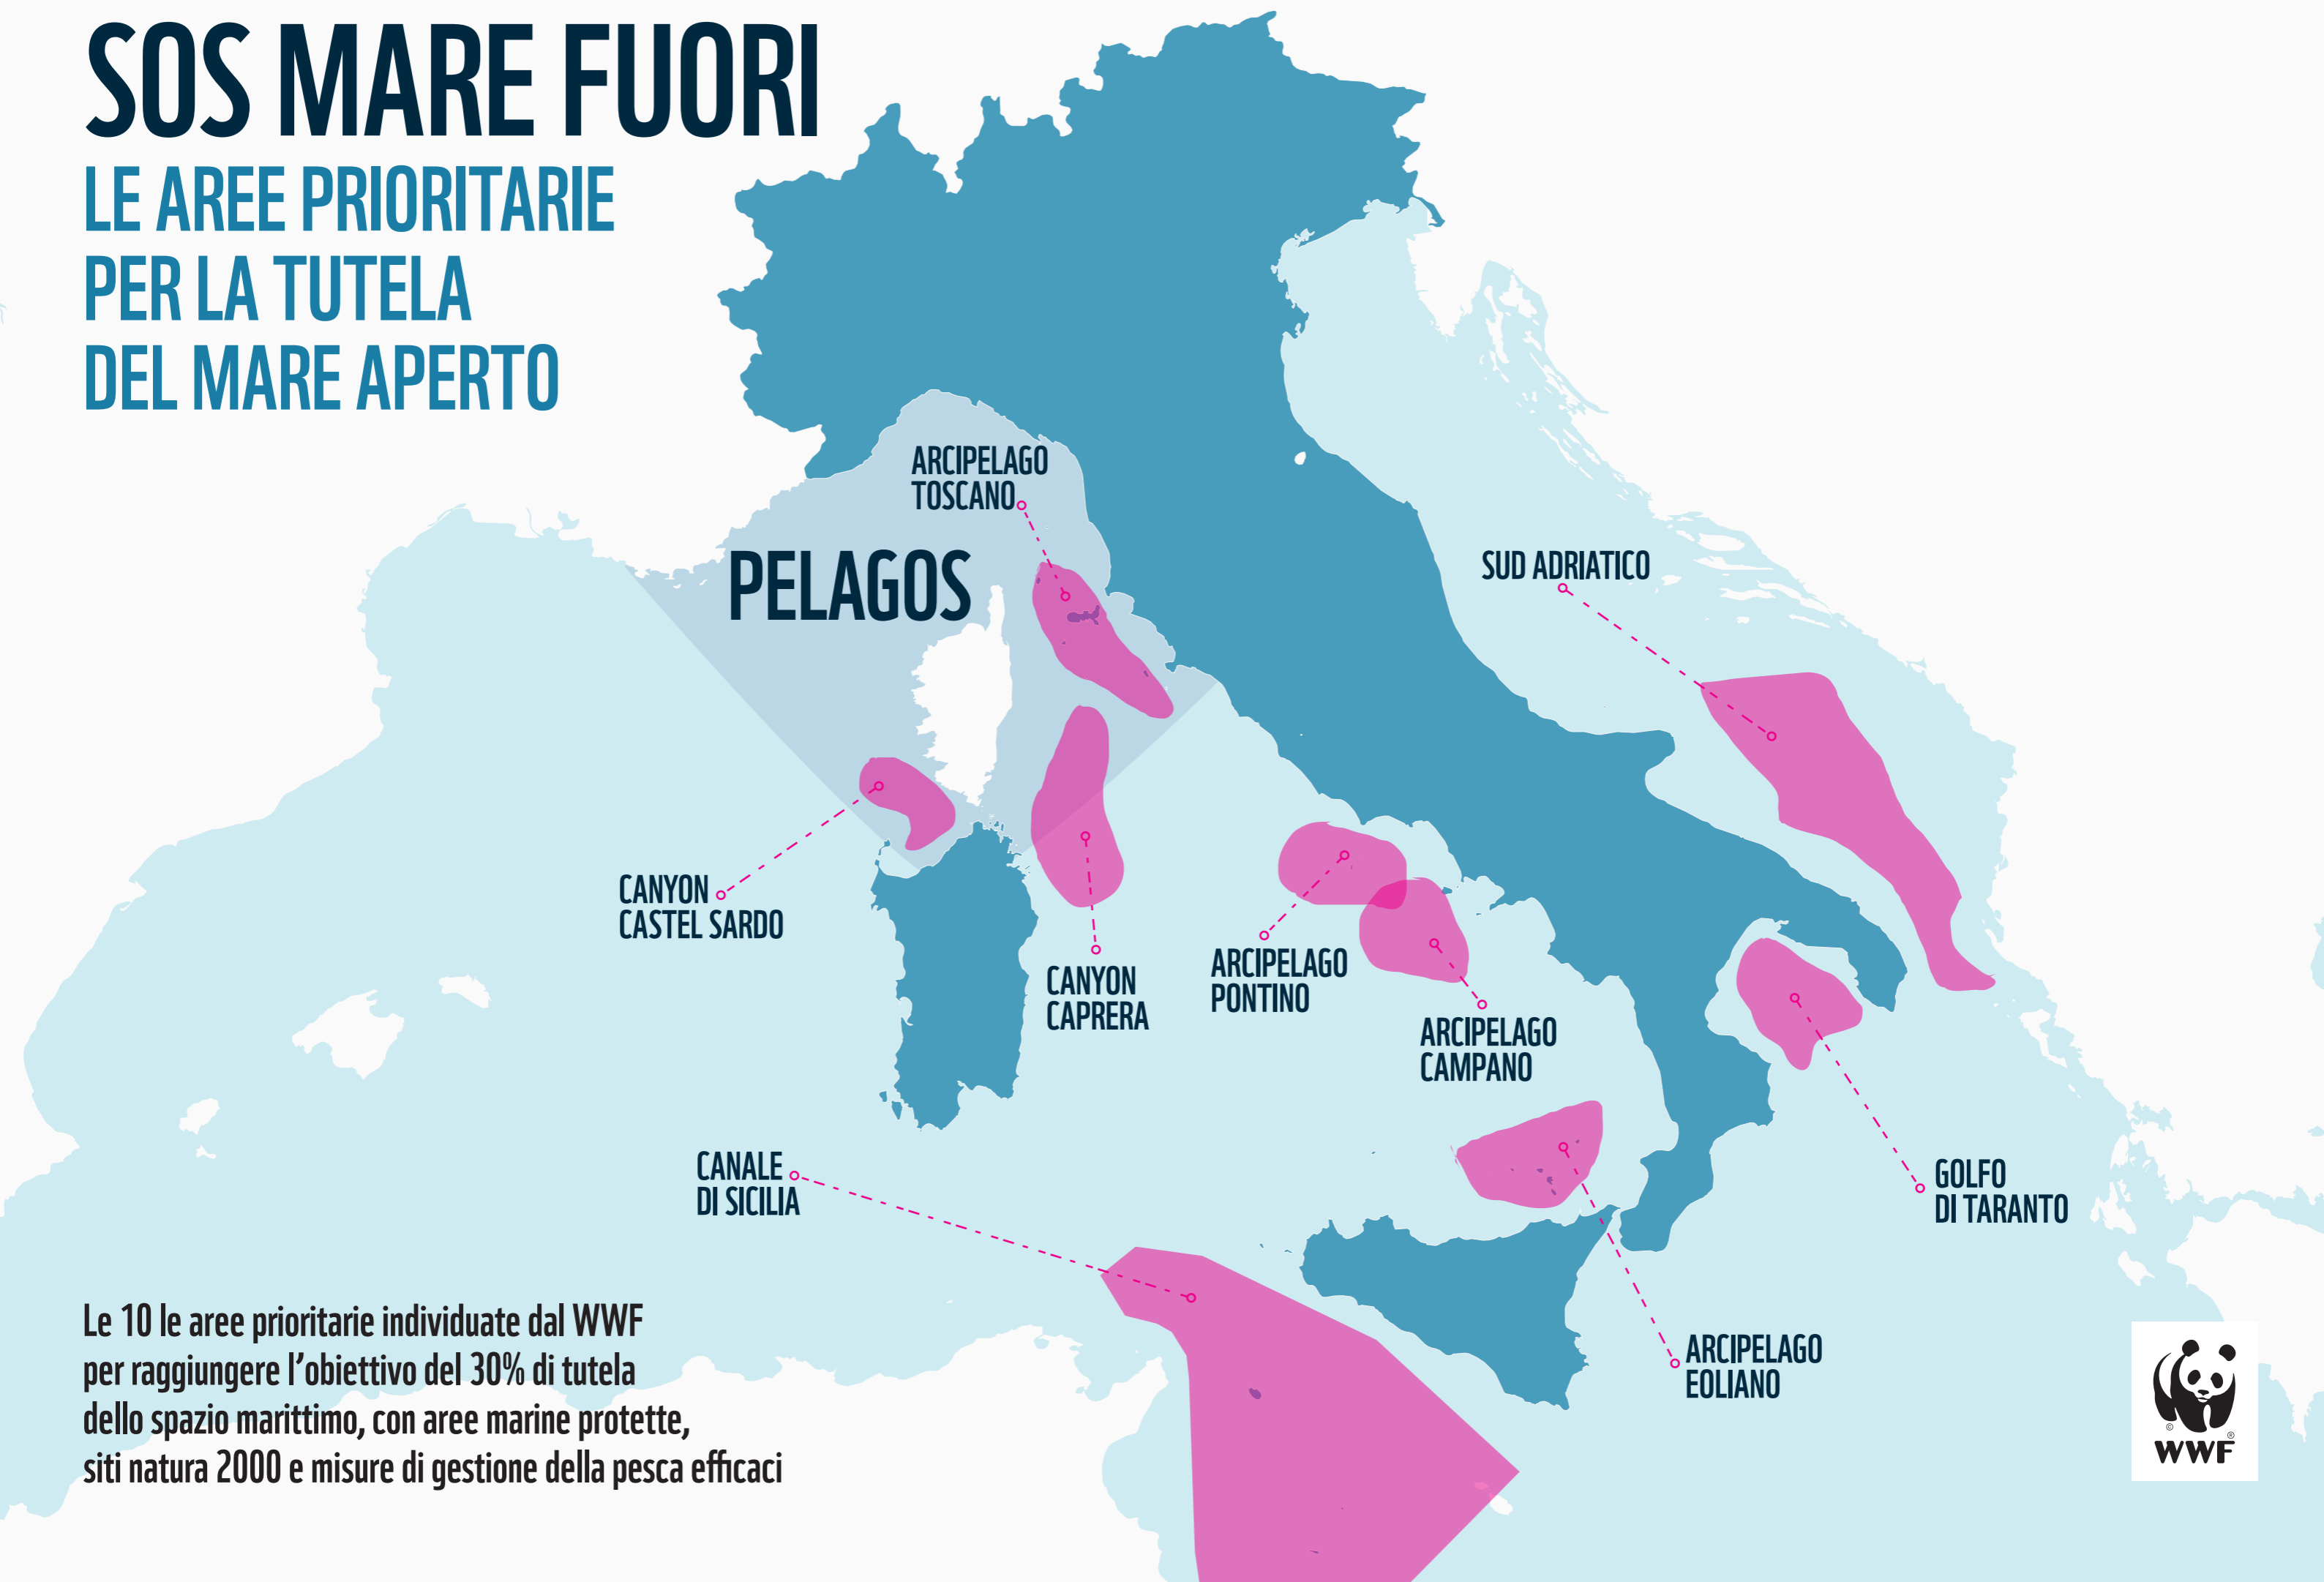 SOS MARE FUORI
LE AREE PRIORITARIE
PER LA TUTELA
DEL MARE APERTO
ARCIPELAGO
TOSCANO
PELAGOS
SUD ADRIATICO
CANYON
CASTEL SARDO
CANYON
CAPRERA
ARCIPELAGO
PONTINO
ARCIPELAGO
CAMPANO
CANALE
DI SICILIA
GOLFO
DI TARANTO
ARCIPELAGO
EOLIANO
Le 10 le aree prioritarie individuate dal WWF
per raggiungere l’obiettivo del 30% di tutela
dello spazio marittimo, con aree marine protette,
siti natura 2000 e misure di gestione della pesca efficaci
© ®
WWF